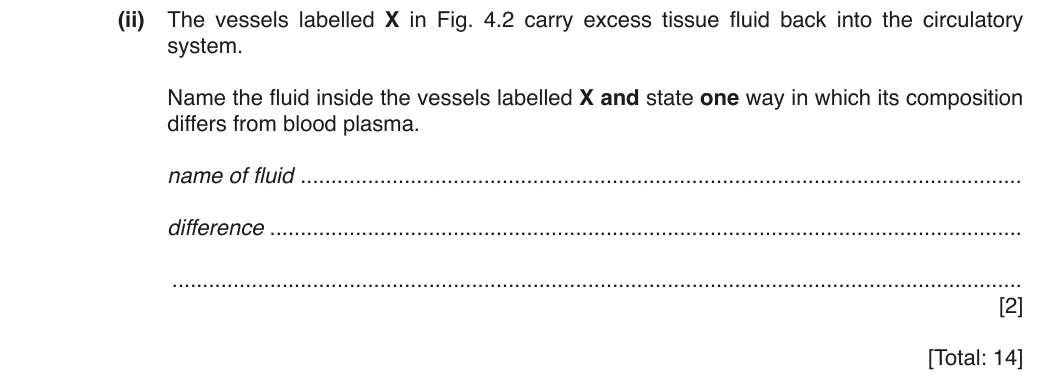 (ii) The vessels labelled X in Fig. 4.2 carry excess tissue fluid back into the circulatory
system.
Name the fluid inside the vessels labelled X and state one way in which its composition
differs from blood plasma.
name of fluid ........................................................................................................................
difference .............................................................................................................................
..............................................................................................................................................
[2]
[Total: 14]